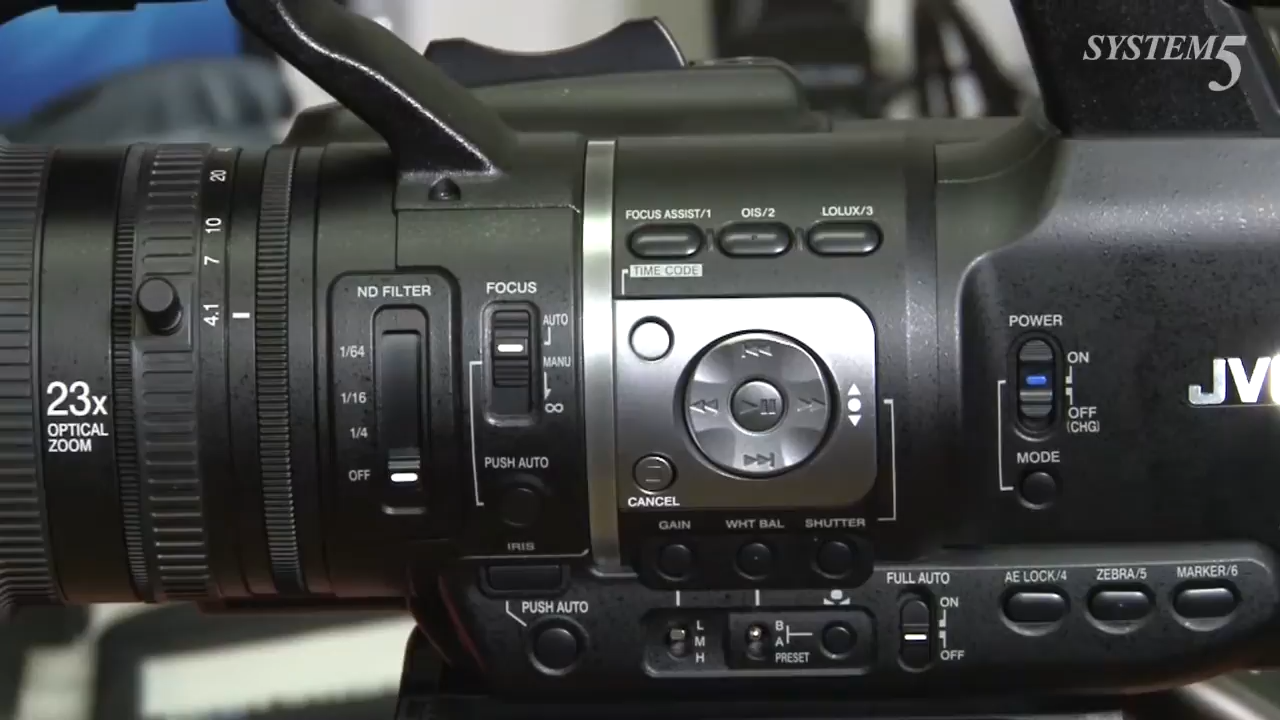 SYSTEM5
20
10
7
4.1
23x
OPTICAL
ZOOM
ND FILTER
1/64
1/16
1/4
OFF
FOCUS
AUTO
MANU
∞
PUSH AUTO
IRIS
PUSH AUTO
FOCUS ASSIST/1
OIS/2
LOLUX/3
TIME CODE
CANCEL
GAIN
WHT BAL
SHUTTER
L
M
H
B
A
PRESET
POWER
ON
OFF
(CHG)
MODE
JVC
FULL AUTO
ON
OFF
AE LOCK/4
ZEBRA/5
MARKER/6